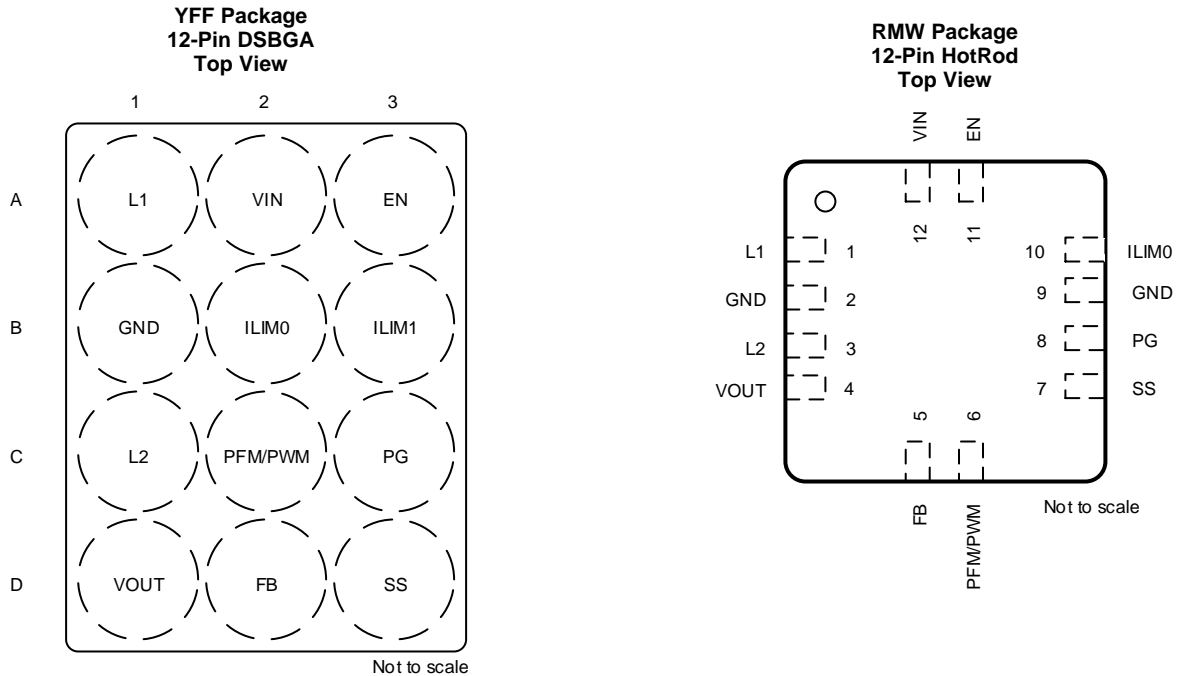 YFF Package
12-Pin DSBGA
Top View
1 2 3
A L1 VIN EN
B GND ILIM0 ILIM1
C L2 PFM/PWM PG
D VOUT FB SS
Not to scale
RMW Package
12-Pin HotRod
Top View
VIN EN
12 11
L1 1 10 ILIM0
GND 2 9 GND
L2 3 8 PG
VOUT 4 7 SS
5 6
FB PFM/PWM
Not to scale